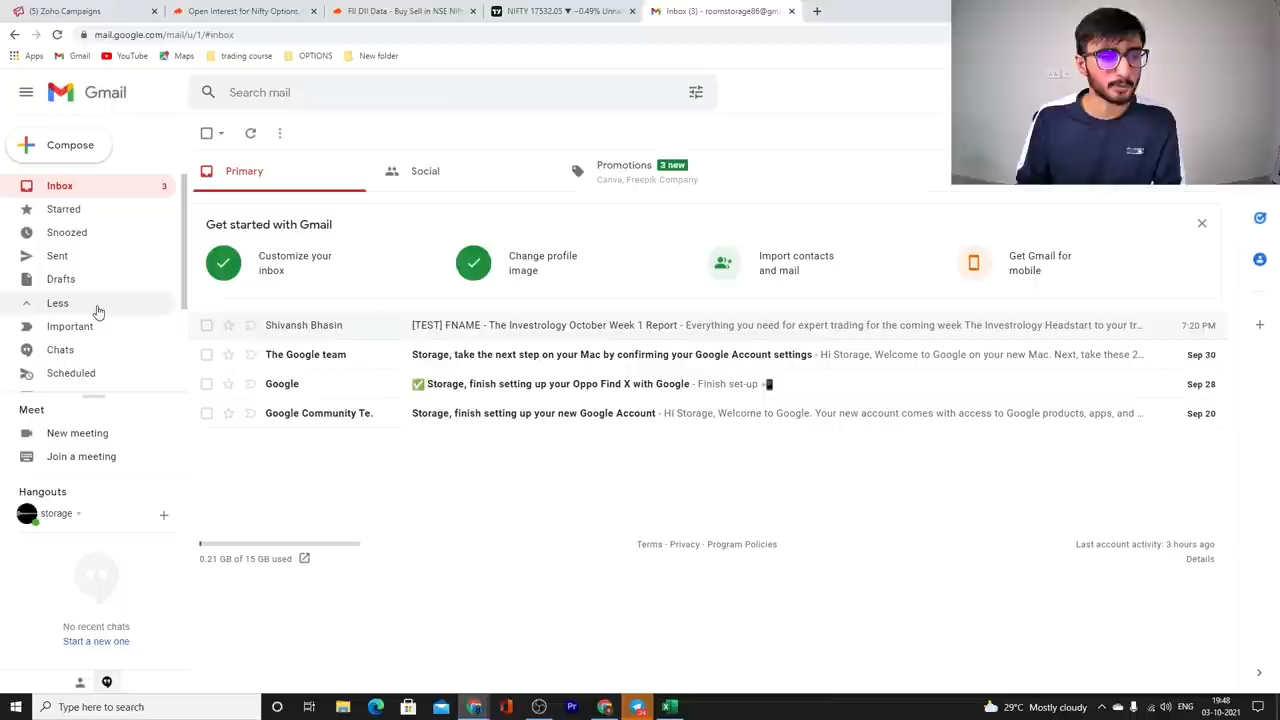 (5) Zoho Campaigns
Open Interest for Nifty Options,
FII DII Data - Buy Sell in NSE Nift
NIFTY 17532.05 ▼ −0.49% Unnam
Inbox (3) - roomstorage86@gma
mail.google.com/mail/u/1/#inbox
Apps
Gmail
YouTube
Maps
trading course
OPTIONS
New folder
Gmail
Search mail
Compose
Inbox 3
Starred
Snoozed
Sent
Drafts
Less
Important
Chats
Scheduled
Meet
New meeting
Join a meeting
Hangouts
storage
No recent chats
Start a new one
Primary
Social
Promotions 3 new
Canva, Freepik Company
Get started with Gmail
Customize your
inbox
Change profile
image
Import contacts
and mail
Get Gmail for
mobile
Shivansh Bhasin [TEST] FNAME - The Investrology October Week 1 Report - Everything you need for expert trading for the coming week The Investrology Headstart to your tr... 7:20 PM
The Google team Storage, take the next step on your Mac by confirming your Google Account settings - Hi Storage, Welcome to Google on your new Mac. Next, take these 2... Sep 30
Google ✅ Storage, finish setting up your Oppo Find X with Google - Finish set-up 📲 Sep 28
Google Community Te. Storage, finish setting up your new Google Account - Hi Storage, Welcome to Google. Your new account comes with access to Google products, apps, and ... Sep 20
0.21 GB of 15 GB used
Terms · Privacy · Program Policies
Last account activity: 3 hours ago
Details
Type here to search
29°C Mostly cloudy
ENG
19:48
03-10-2021